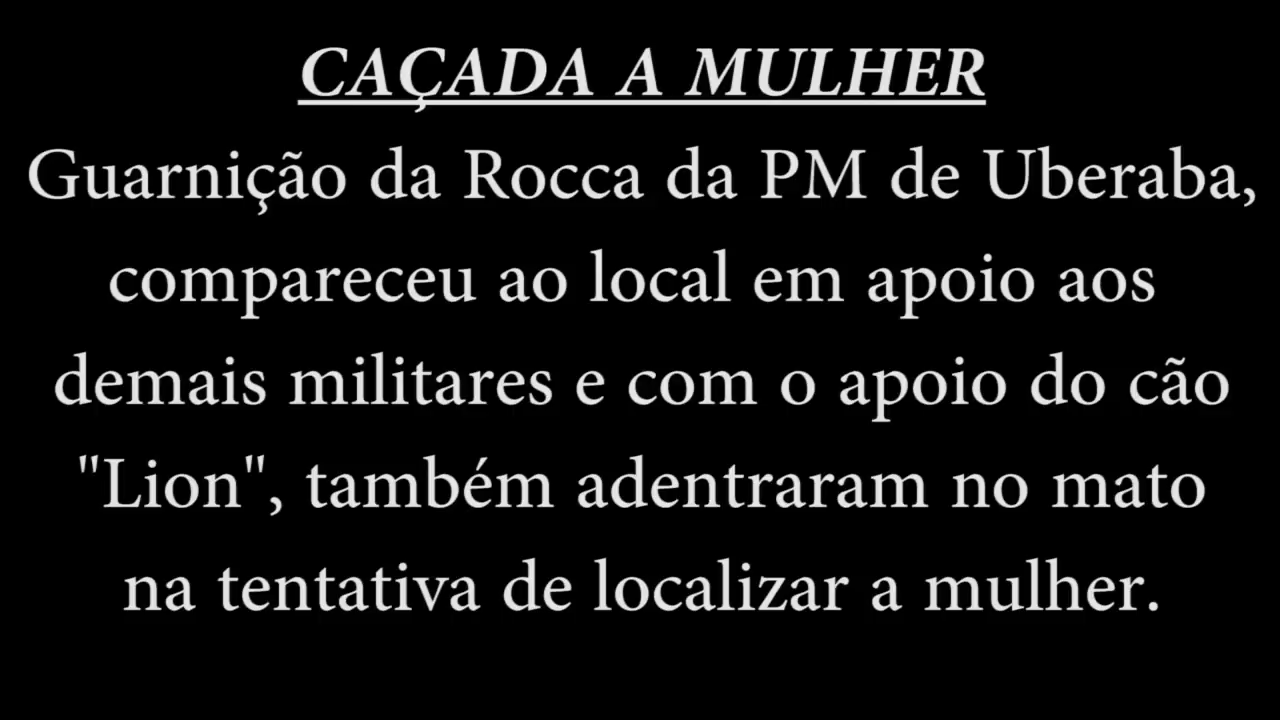 CAÇADA A MULHER
Guarnição da Rocca da PM de Uberaba,
compareceu ao local em apoio aos
demais militares e com o apoio do cão
"Lion", também adentraram no mato
na tentativa de localizar a mulher.